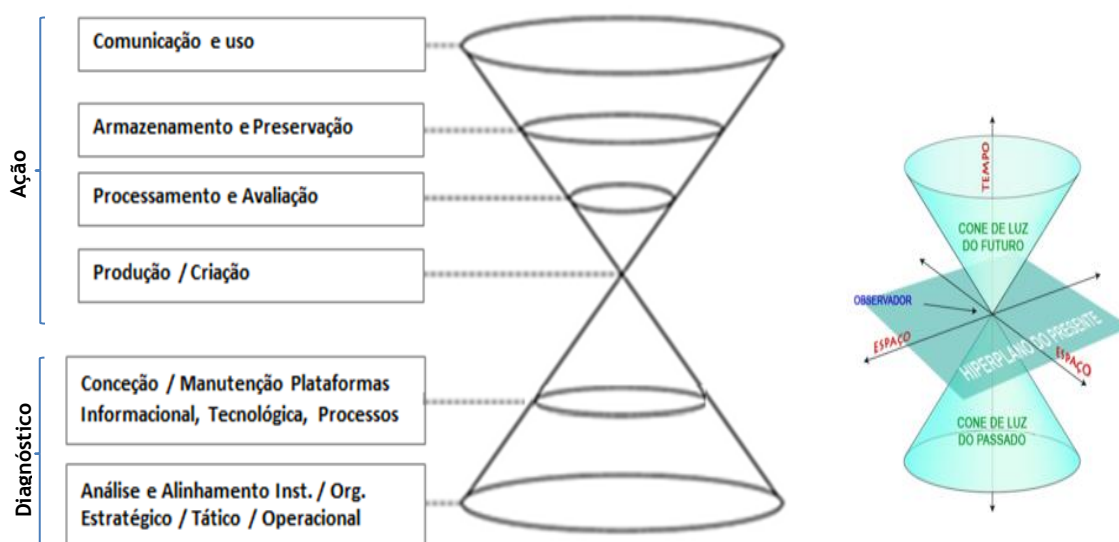 Ação
Comunicação e uso
Armazenamento e Preservação
Processamento e Avaliação
Produção / Criação
Diagnóstico
Conceção / Manutenção Plataformas
Informacional, Tecnológica, Processos
Análise e Alinhamento Inst. / Org.
Estratégico / Tático / Operacional
TEMPO
CONE DE LUZ
DO FUTURO
OBSERVADOR
ESPAÇO
HIPERPLANO DO PRESENTE
ESPAÇO
CONE DE LUZ
DO PASSADO